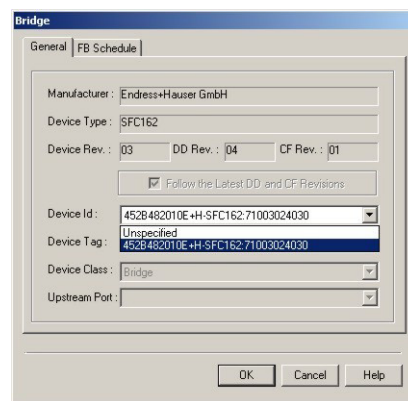 Bridge
General FB Schedule
Manufacturer : Endress+Hauser GmbH
Device Type : SFC162
Device Rev. : 03 DD Rev. : 04 CF Rev. : 01
Follow the Latest DD and CF Revisions
Device Id : 452B482010E+H-SFC162:71003024030
Unspecified
Device Tag : 452B482010E+H-SFC162:71003024030
Device Class : Bridge
Upstream Port :
OK Cancel Help